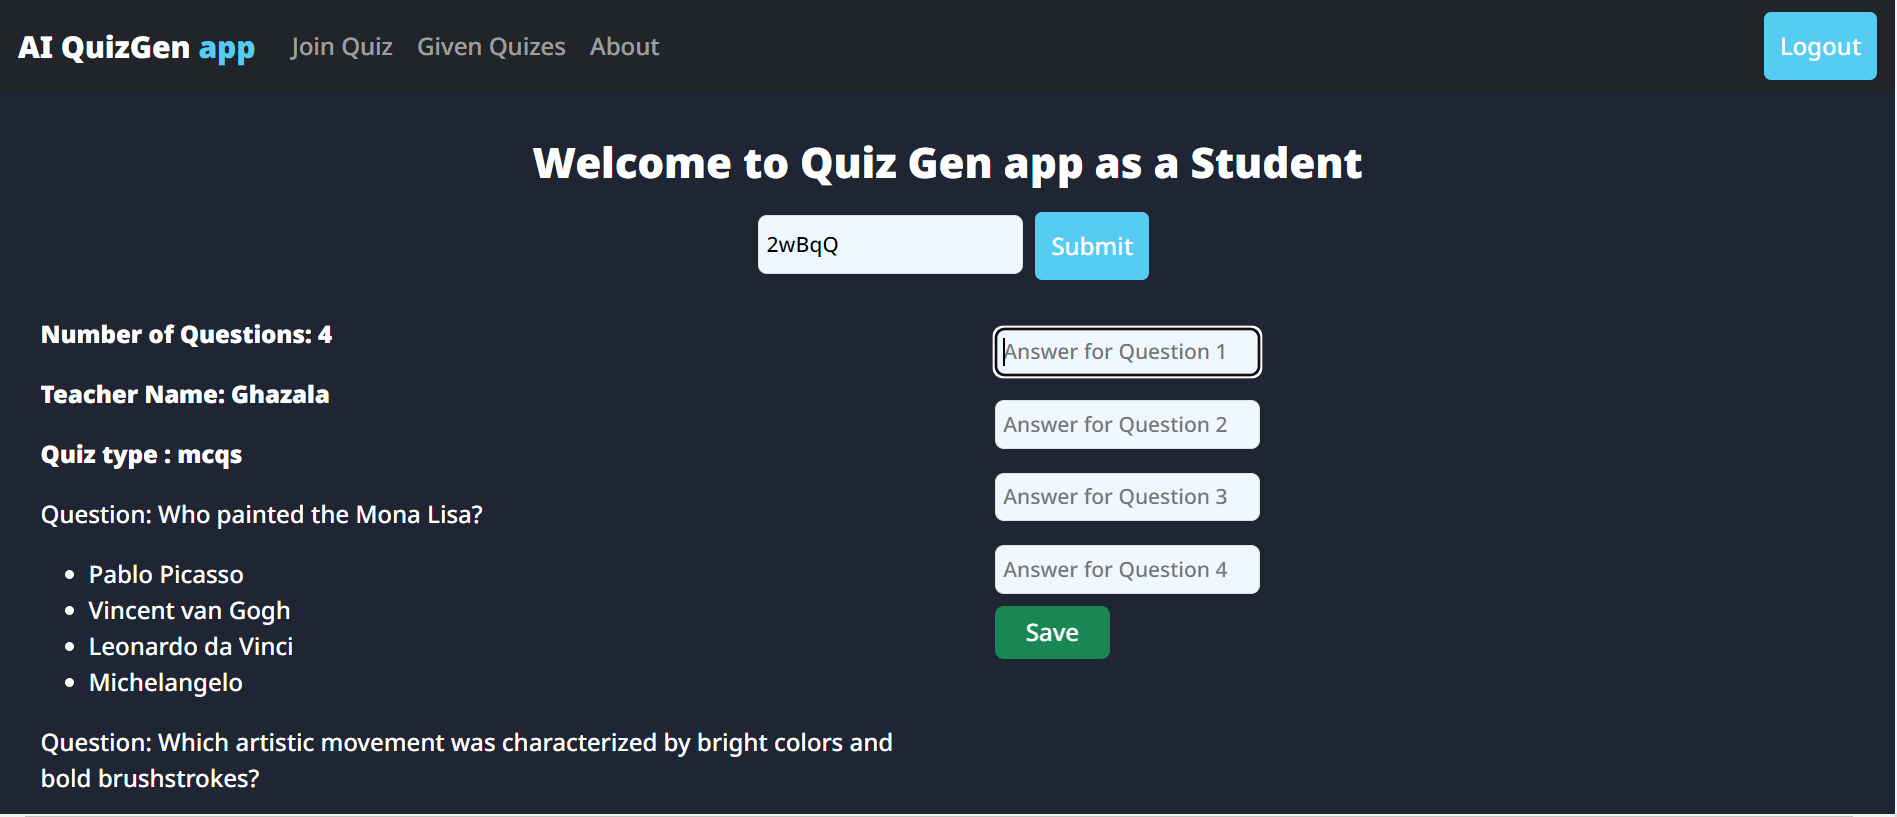 AI QuizGen app
Join Quiz
Given Quizes
About
Logout
Welcome to Quiz Gen app as a Student
2wBqQ
Submit
Number of Questions: 4
Teacher Name: Ghazala
Quiz type : mcqs
Question: Who painted the Mona Lisa?
Pablo Picasso
Vincent van Gogh
Leonardo da Vinci
Michelangelo
Question: Which artistic movement was characterized by bright colors and
bold brushstrokes?
Answer for Question 1
Answer for Question 2
Answer for Question 3
Answer for Question 4
Save